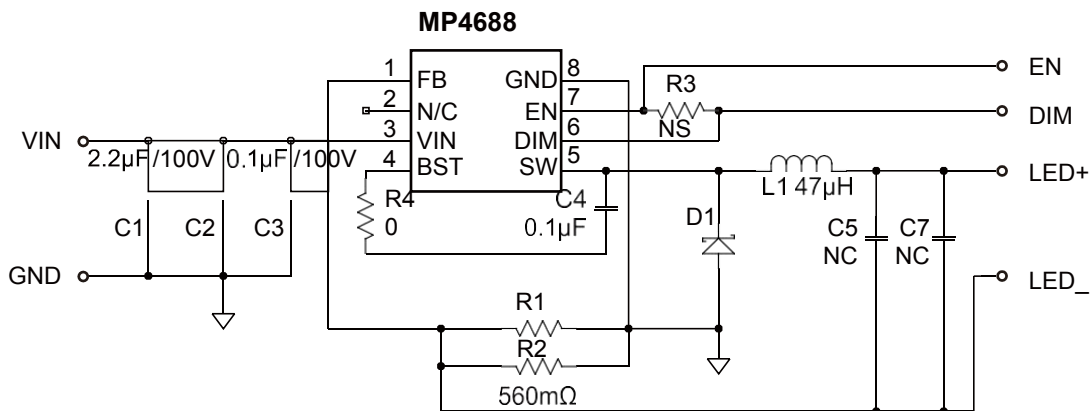 MP4688
1 FB
2 N/C
3 VIN
4 BST
GND 8
EN 7
DIM 6
SW 5
EN
R3
NS
DIM
VIN
2.2µF /100V
0.1µF /100V
R4
0
C4
0.1µF
L1 47µH
LED+
C1
C2
C3
D1
C5
NC
C7
NC
GND
LED_
R1
R2
560mΩ